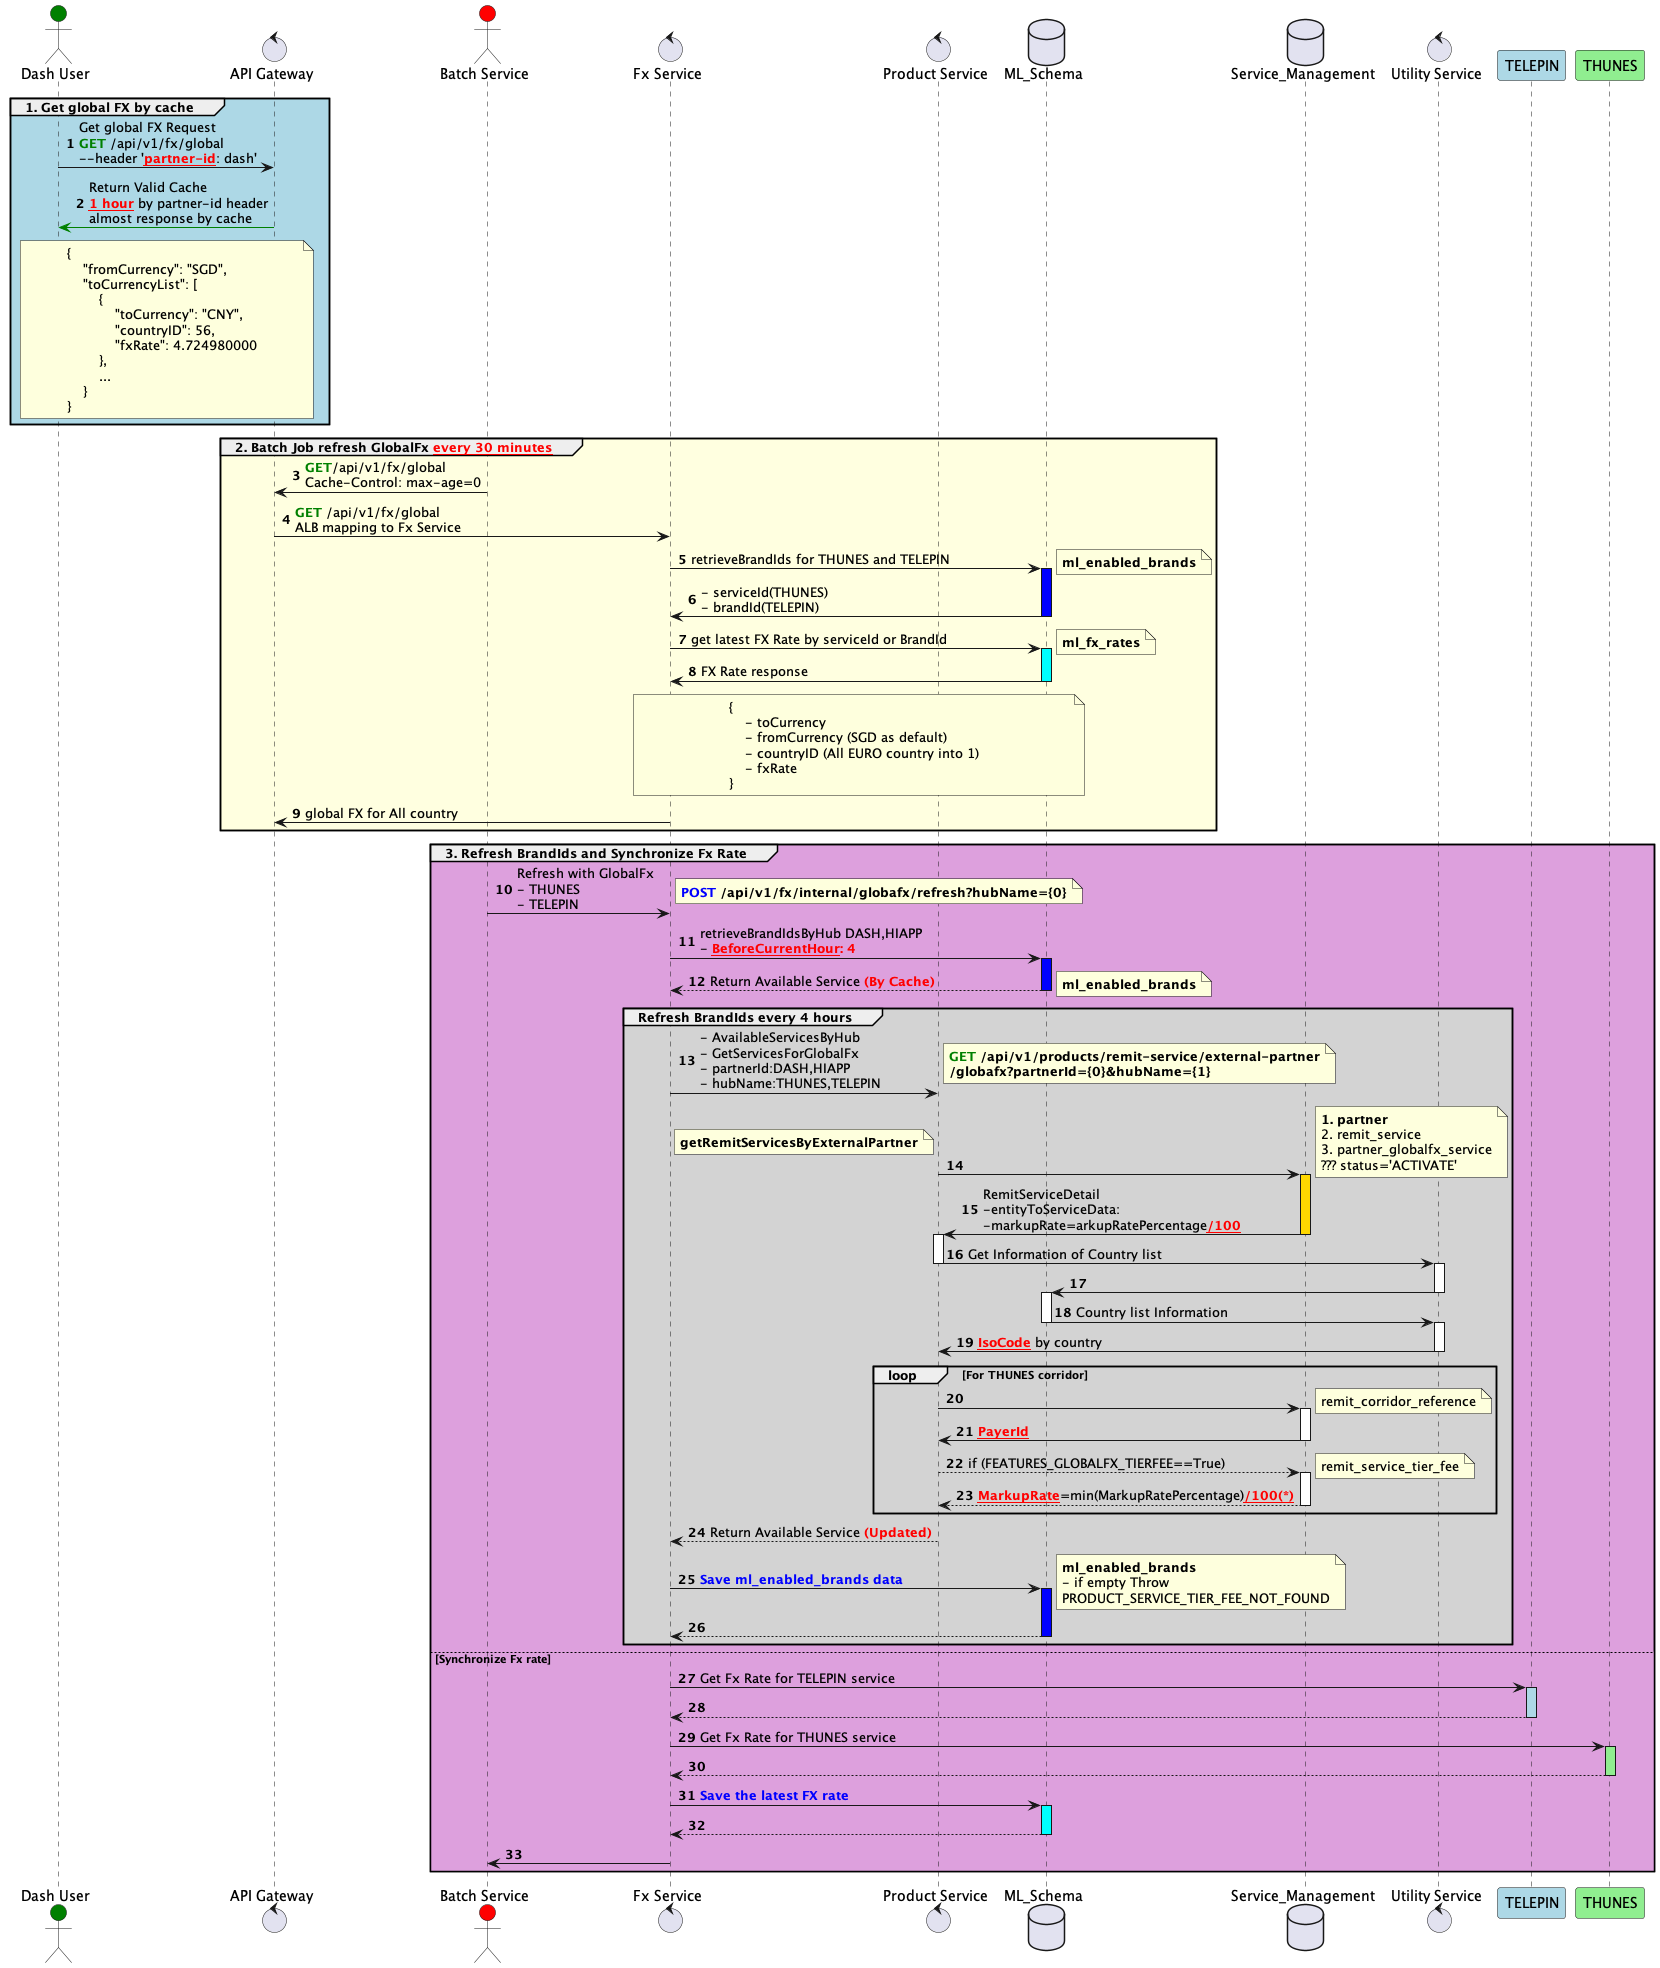 Dash User
API Gateway
Batch Service
Fx Service
Product Service
ML_Schema
Service_Management
Utility Service
TELEPIN
THUNES
1. Get global FX by cache
Get global FX Request
1 GET /api/v1/fx/global
--header 'partner-id: dash'
Return Valid Cache
2 1 hour by partner-id header
almost response by cache
{
"fromCurrency": "SGD",
"toCurrencyList": [
{
"toCurrency": "CNY",
"countryID": 56,
"fxRate": 4.724980000
},
...
}
}
2. Batch Job refresh GlobalFx every 30 minutes
3 GET/api/v1/fx/global
Cache-Control: max-age=0
4 GET /api/v1/fx/global
ALB mapping to Fx Service
5 retrieveBrandIds for THUNES and TELEPIN
ml_enabled_brands
6 - serviceId(THUNES)
- brandId(TELEPIN)
7 get latest FX Rate by serviceId or BrandId
ml_fx_rates
8 FX Rate response
{
- toCurrency
- fromCurrency (SGD as default)
- countryID (All EURO country into 1)
- fxRate
}
9 global FX for All country
3. Refresh BrandIds and Synchronize Fx Rate
Refresh with GlobalFx
10 - THUNES
- TELEPIN
POST /api/v1/fx/internal/globafx/refresh?hubName={0}
11 retrieveBrandIdsByHub DASH,HIAPP
- BeforeCurrentHour: 4
12 Return Available Service (By Cache)
ml_enabled_brands
Refresh BrandIds every 4 hours
- AvailableServicesByHub
13 - GetServicesForGlobalFx
- partnerId:DASH,HIAPP
- hubName:THUNES,TELEPIN
GET /api/v1/products/remit-service/external-partner
/globafx?partnerId={0}&hubName={1}
getRemitServicesByExternalPartner
14
1. partner
2. remit_service
3. partner_globalfx_service
??? status='ACTIVATE'
RemitServiceDetail
15 -entityToServiceData:
-markupRate=arkupRatePercentage/100
16 Get Information of Country list
17
18 Country list Information
19 IsoCode by country
loop [For THUNES corridor]
20
remit_corridor_reference
21 PayerId
22 if (FEATURES_GLOBALFX_TIERFEE==True)
remit_service_tier_fee
23 MarkupRate=min(MarkupRatePercentage)/100(*)
24 Return Available Service (Updated)
25 Save ml_enabled_brands data
ml_enabled_brands
- if empty Throw
PRODUCT_SERVICE_TIER_FEE_NOT_FOUND
26
[Synchronize Fx rate]
27 Get Fx Rate for TELEPIN service
28
29 Get Fx Rate for THUNES service
30
31 Save the latest FX rate
32
33
Dash User
API Gateway
Batch Service
Fx Service
Product Service
ML_Schema
Service_Management
Utility Service
TELEPIN
THUNES